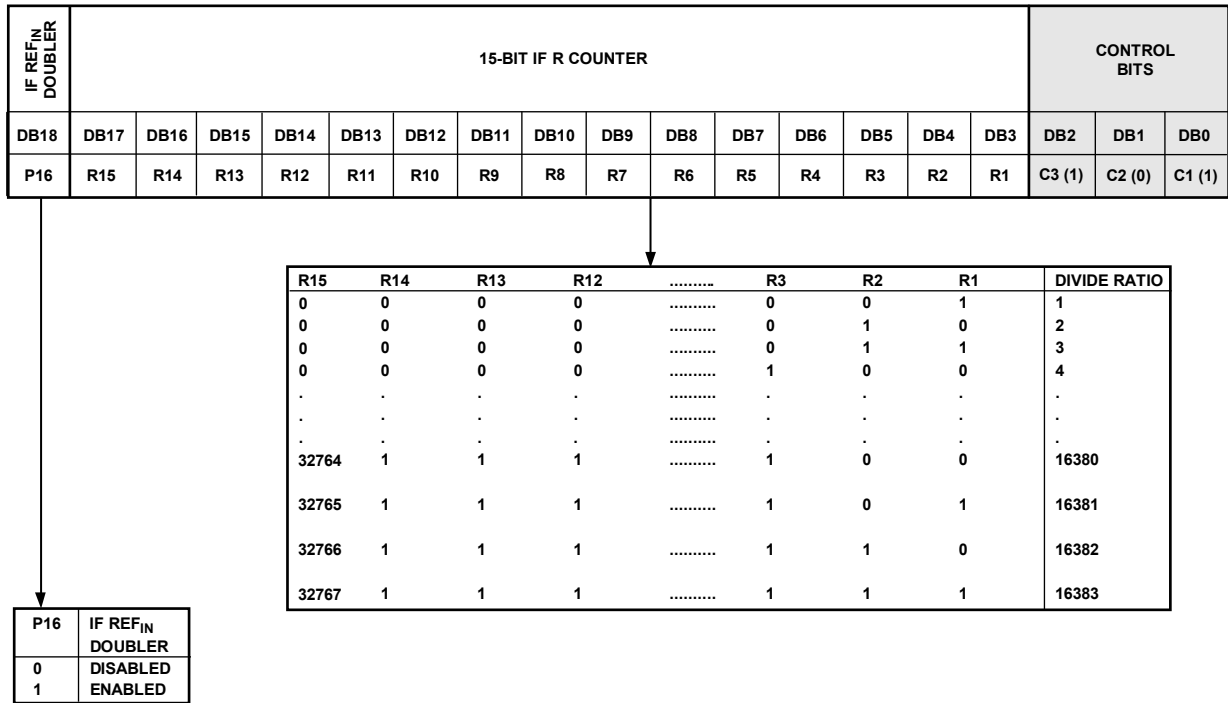 IF REFIN
DOUBLER
15-BIT IF R COUNTER
CONTROL
BITS
DB18 DB17 DB16 DB15 DB14 DB13 DB12 DB11 DB10 DB9 DB8 DB7 DB6 DB5 DB4 DB3 DB2 DB1 DB0
P16 R15 R14 R13 R12 R11 R10 R9 R8 R7 R6 R5 R4 R3 R2 R1 C3 (1) C2 (0) C1 (1)
R15 R14 R13 R12 .......... R3 R2 R1 DIVIDE RATIO
0 0 0 0 .......... 0 0 1 1
0 0 0 0 .......... 0 1 0 2
0 0 0 0 .......... 0 1 1 3
0 0 0 0 .......... 1 0 0 4
. . . . .......... . . . .
. . . . .......... . . . .
. . . . .......... . . . .
32764 1 1 1 .......... 1 0 0 16380
32765 1 1 1 .......... 1 0 1 16381
32766 1 1 1 .......... 1 1 0 16382
32767 1 1 1 .......... 1 1 1 16383
P16 IF REFIN
DOUBLER
0 DISABLED
1 ENABLED